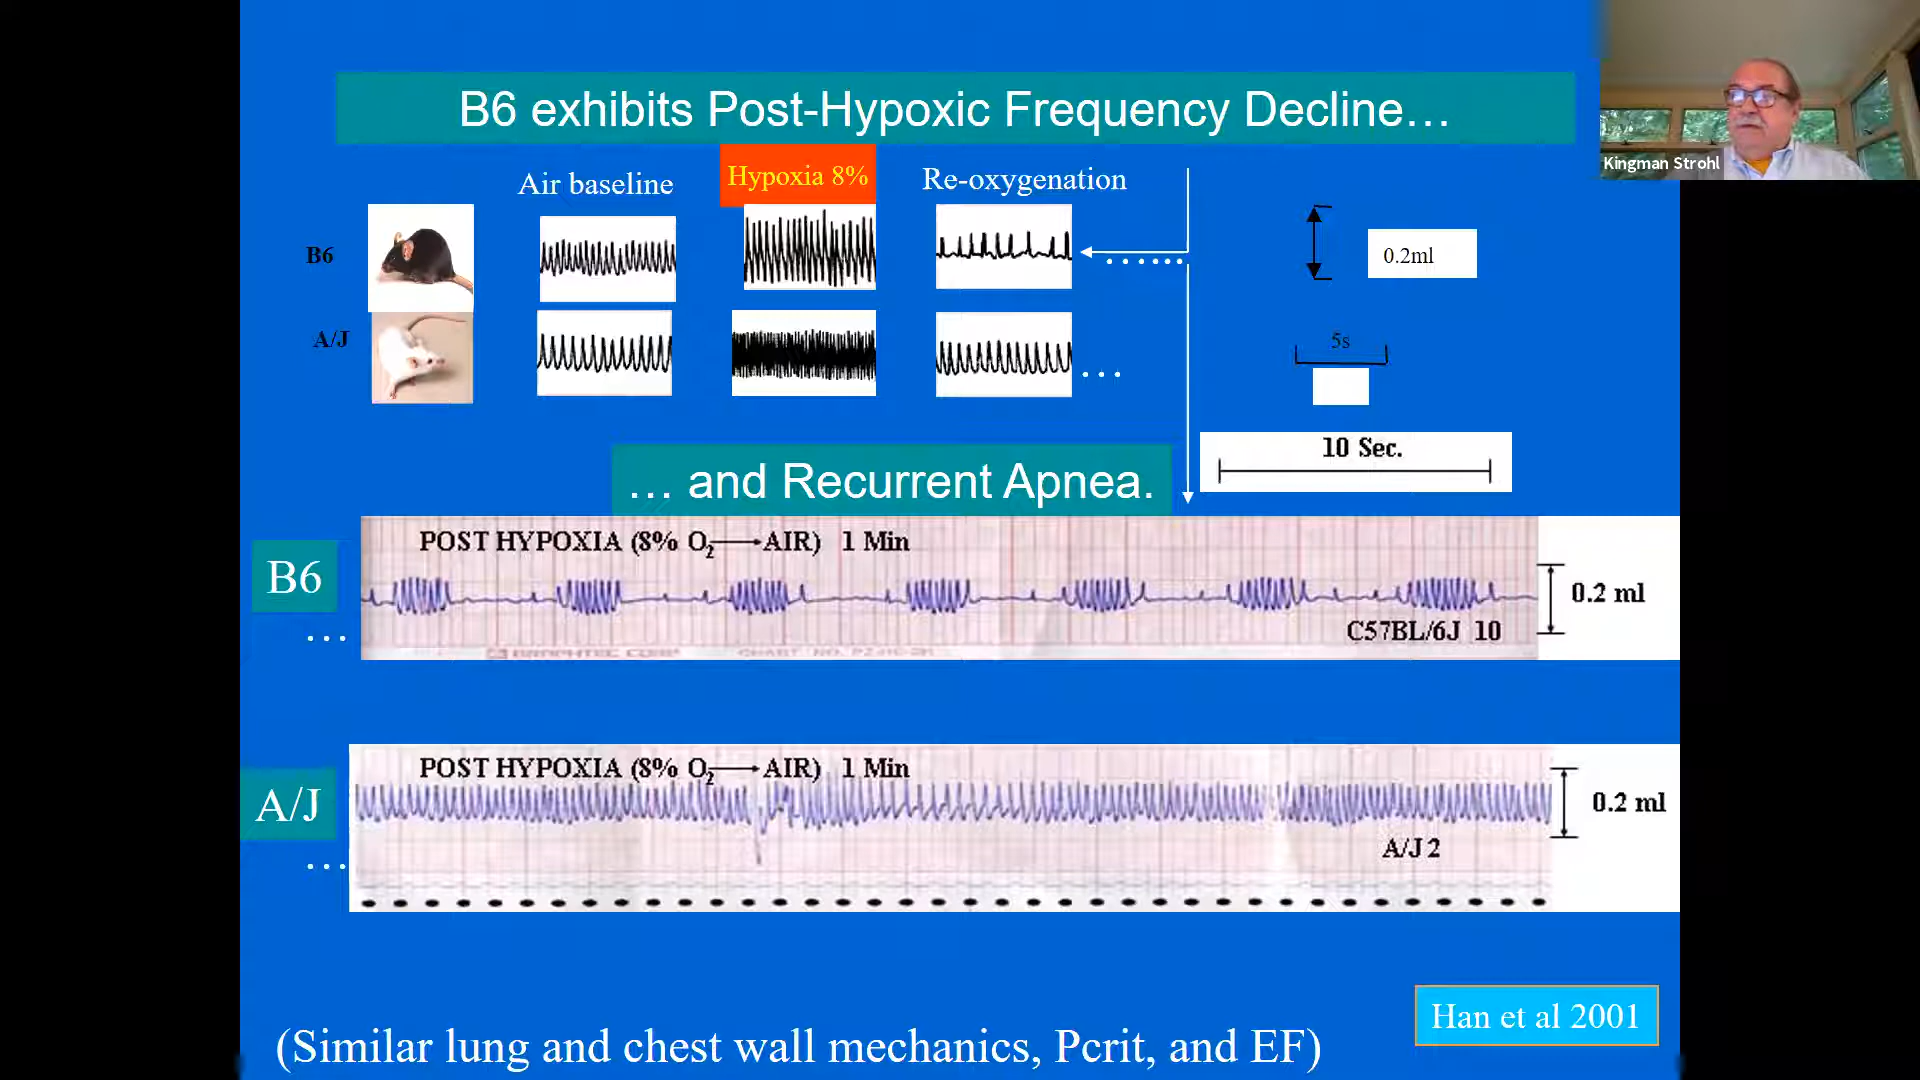 B6 exhibits Post-Hypoxic Frequency Decline…
Kingman Strohl
Air baseline
Hypoxia 8%
Re-oxygenation
B6
0.2ml
A/J
…
5s
10 Sec.
… and Recurrent Apnea.
B6
…
POST HYPOXIA (8% O₂ → AIR) 1 Min
0.2 ml
C57BL/6J 10
A/J
…
POST HYPOXIA (8% O₂ → AIR) 1 Min
0.2 ml
A/J 2
Han et al 2001
(Similar lung and chest wall mechanics, Pcrit, and EF)